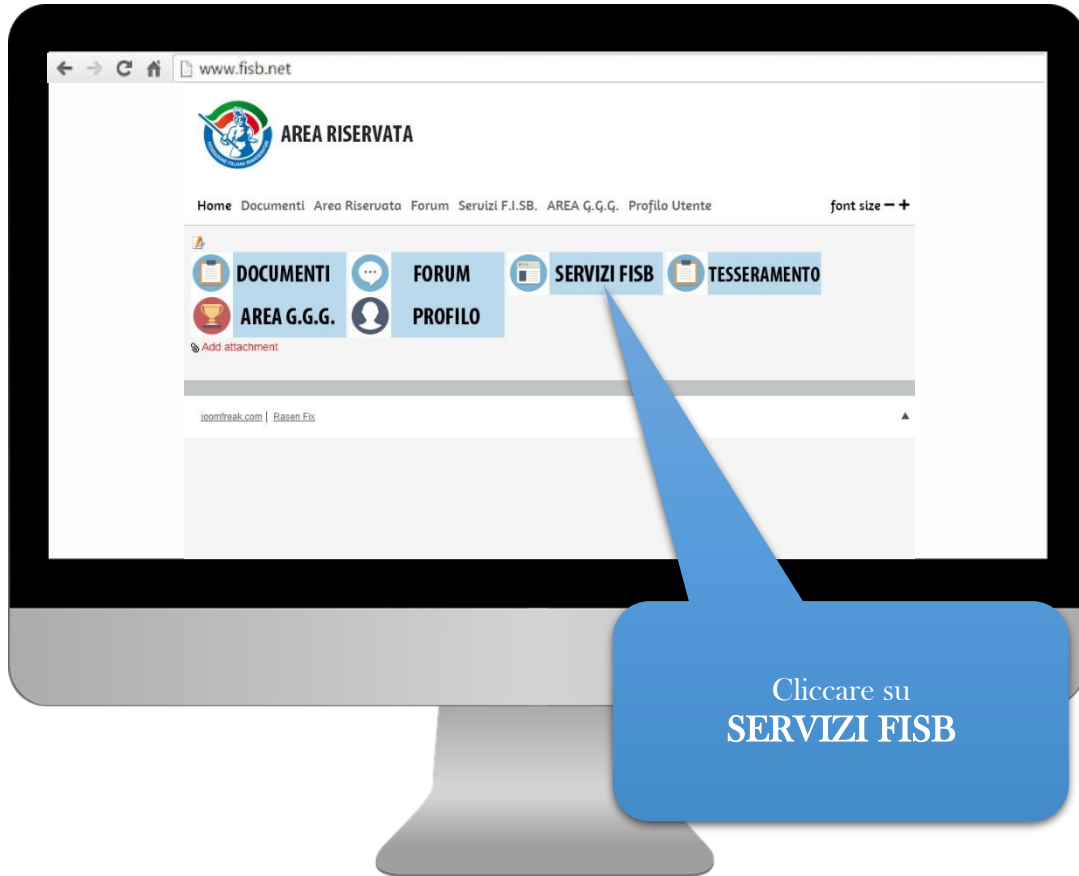 www.fisb.net
AREA RISERVATA
Home Documenti Area Riservata Forum Servizi F.I.SB. AREA G.G.G. Profilo Utente font size
DOCUMENTI FORUM SERVIZI FISB TESSERAMENTO
AREA G.G.G. PROFILO
Add attachment
joomfreak.com | Rasen Fix
Cliccare su
SERVIZI FISB